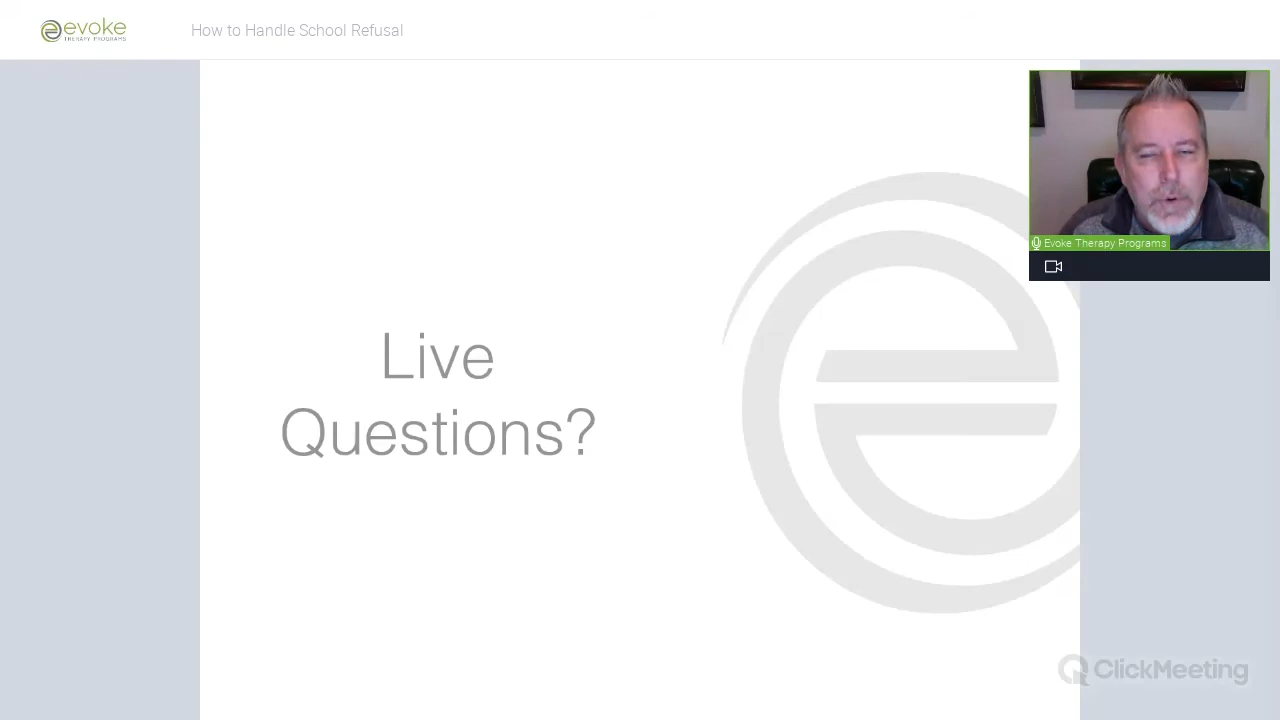 evoke
THERAPY PROGRAMS
How to Handle School Refusal
Evoke Therapy Programs
Live
Questions?
ClickMeeting